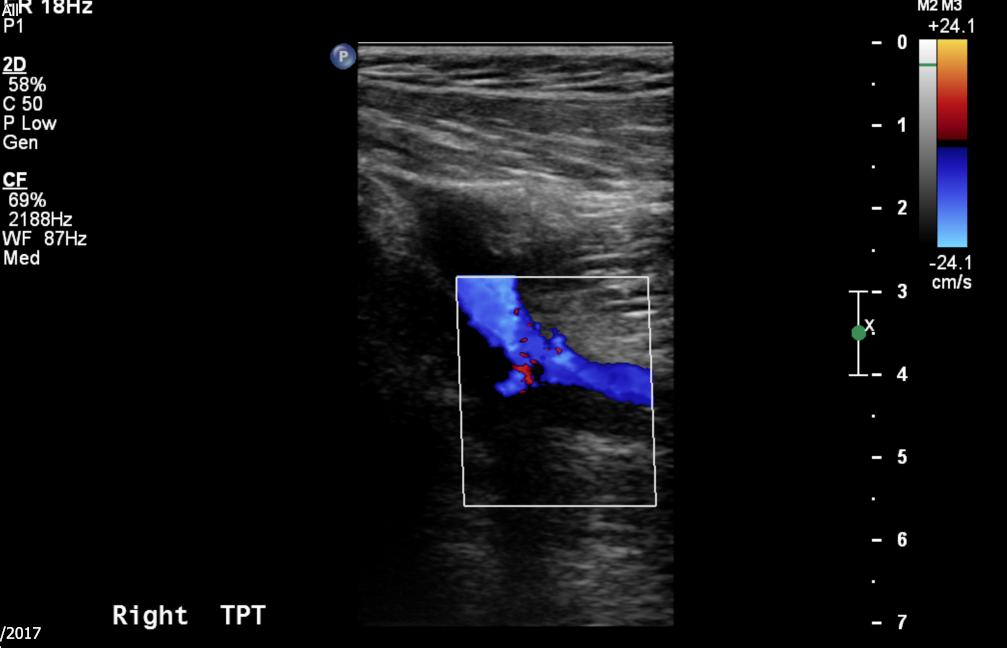 FR 18Hz
P1
2D
58%
C 50
P Low
Gen
CF
69%
2188Hz
WF 87Hz
Med
P
M2 M3
+24.1
-24.1
cm/s
0
1
2
3
x
4
5
6
7
Right TPT
/2017